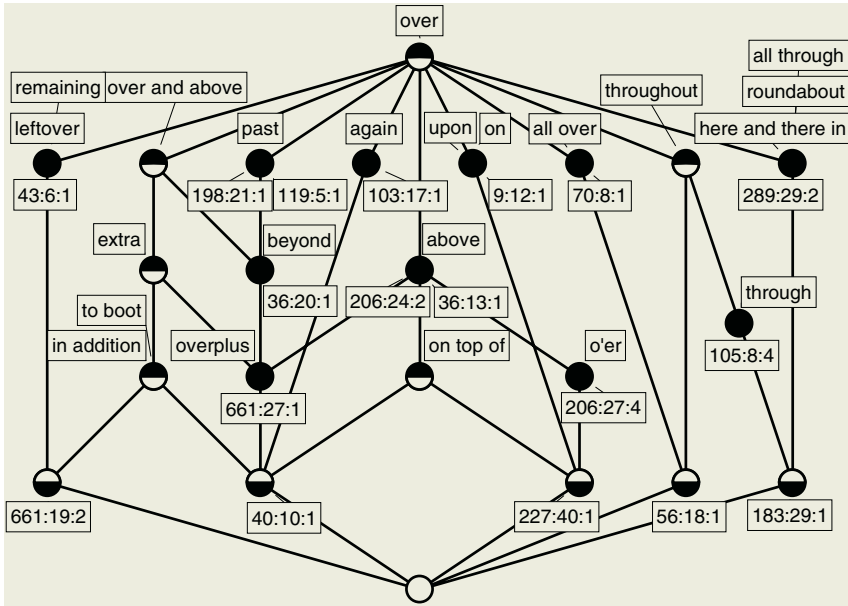 over
all through
remaining
over and above
throughout
roundabout
leftover
past
again
upon
on
all over
here and there in
43:6:1
198:21:1
119:5:1
103:17:1
9:12:1
70:8:1
289:29:2
extra
beyond
above
to boot
36:20:1
206:24:2
36:13:1
through
in addition
overplus
on top of
o'er
105:8:4
661:27:1
206:27:4
661:19:2
40:10:1
227:40:1
56:18:1
183:29:1